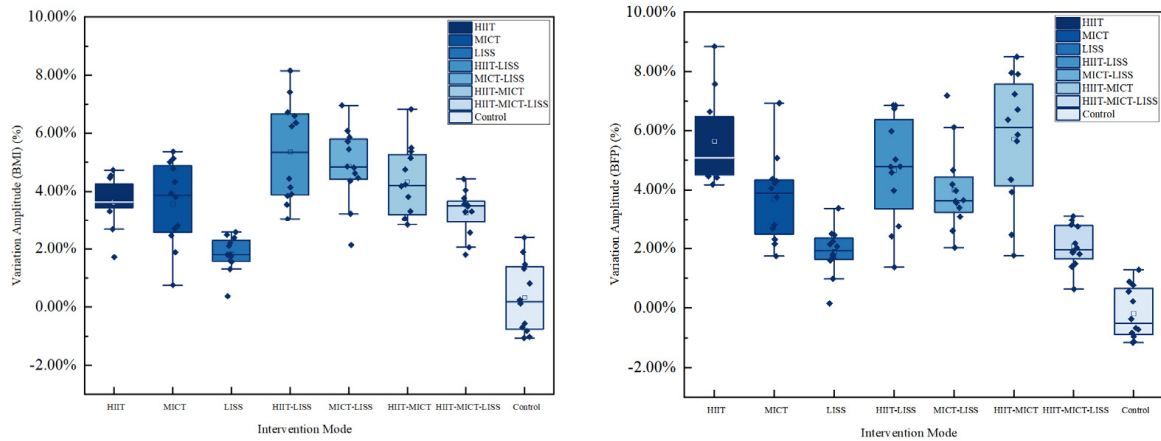 10.00%
8.00%
6.00%
4.00%
2.00%
0.00%
-2.00%
Variation Amplitude (BMI) (%)
HIIT
MICT
LISS
HIIT-LISS
MICT-LISS
HIIT-MICT
HIIT-MICT-LISS
Control
HIIT MICT LISS HIIT-LISS MICT-LISS HIIT-MICT HIIT-MICT-LISS Control
Intervention Mode
10.00%
8.00%
6.00%
4.00%
2.00%
0.00%
-2.00%
Variation Amplitude (BFP) (%)
HIIT
MICT
LISS
HIIT-LISS
MICT-LISS
HIIT-MICT
HIIT-MICT-LISS
Control
HIIT MICT LISS HIIT-LISS MICT-LISS HIIT-MICT HIIT-MICT-LISS Control
Intervention Mode